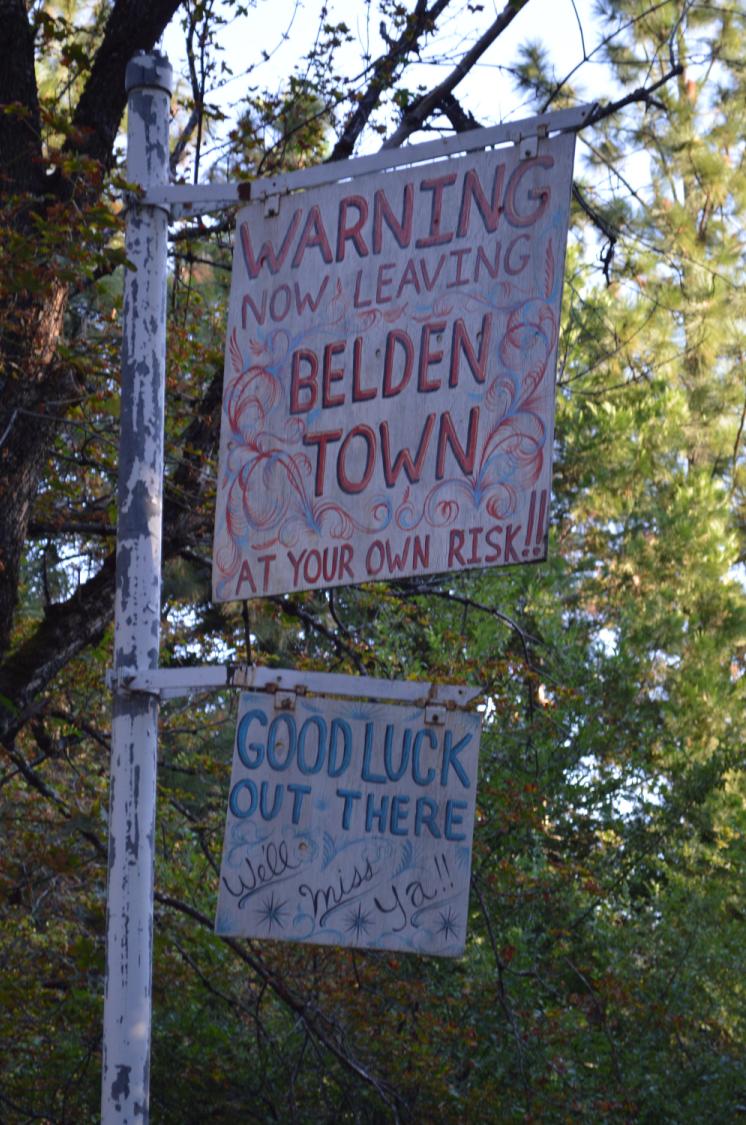 WARNING
NOW LEAVING
BELDEN
TOWN
AT YOUR OWN RISK!!
GOOD LUCK
OUT THERE
We'll miss ya!!